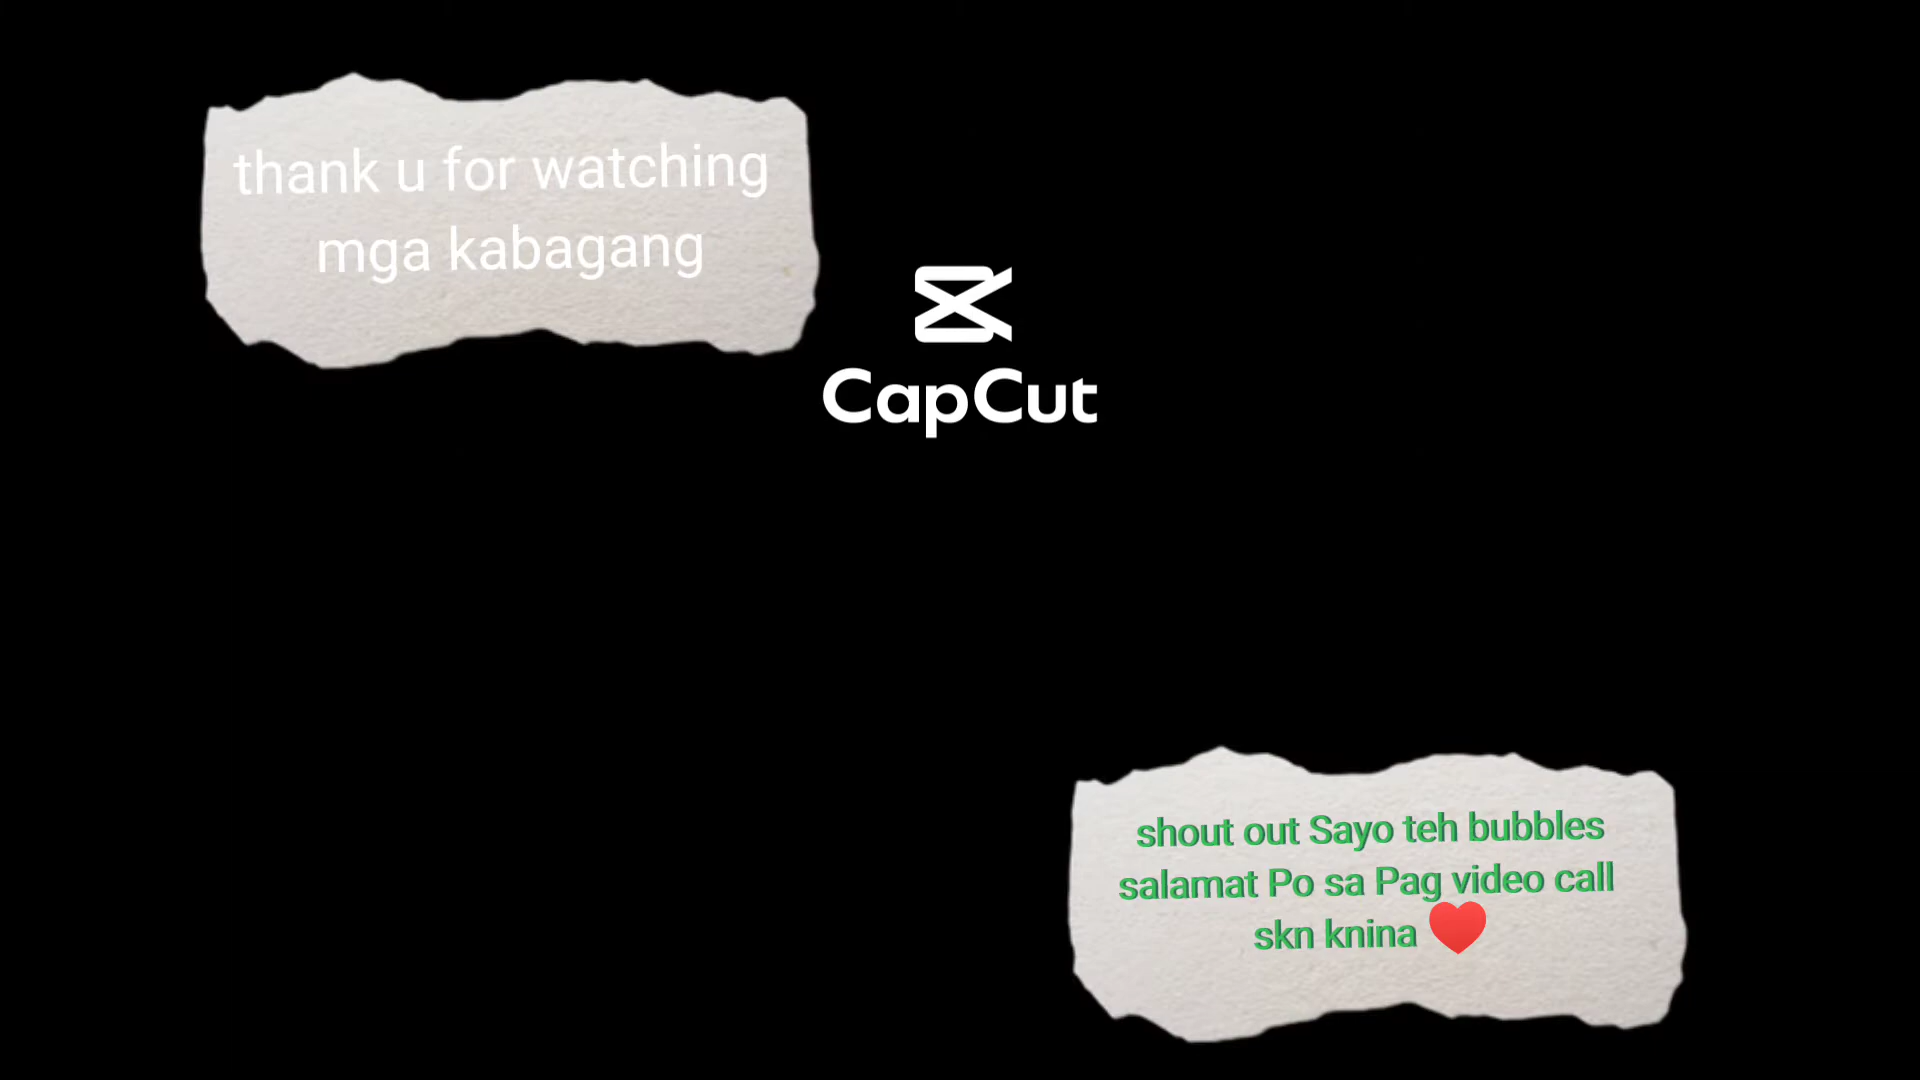 thank u for watching
mga kabagang
CapCut
shout out Sayo teh bubbles
salamat Po sa Pag video call
skn knina ❤️